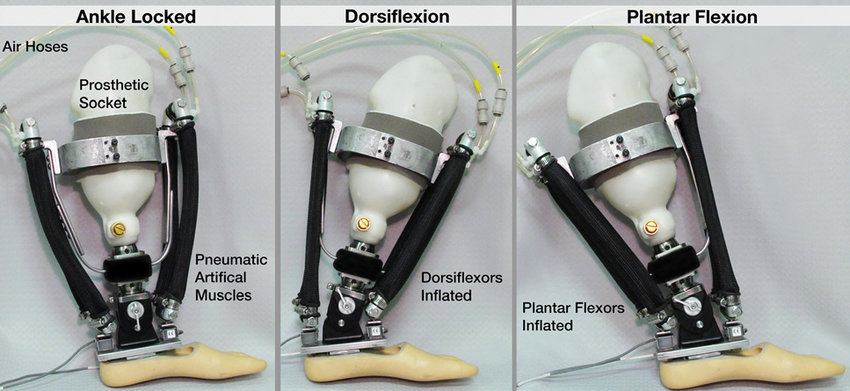 Ankle Locked
Air Hoses
Prosthetic
Socket
Pneumatic
Artifical
Muscles
Dorsiflexion
Dorsiflexors
Inflated
Plantar Flexion
Plantar Flexors
Inflated